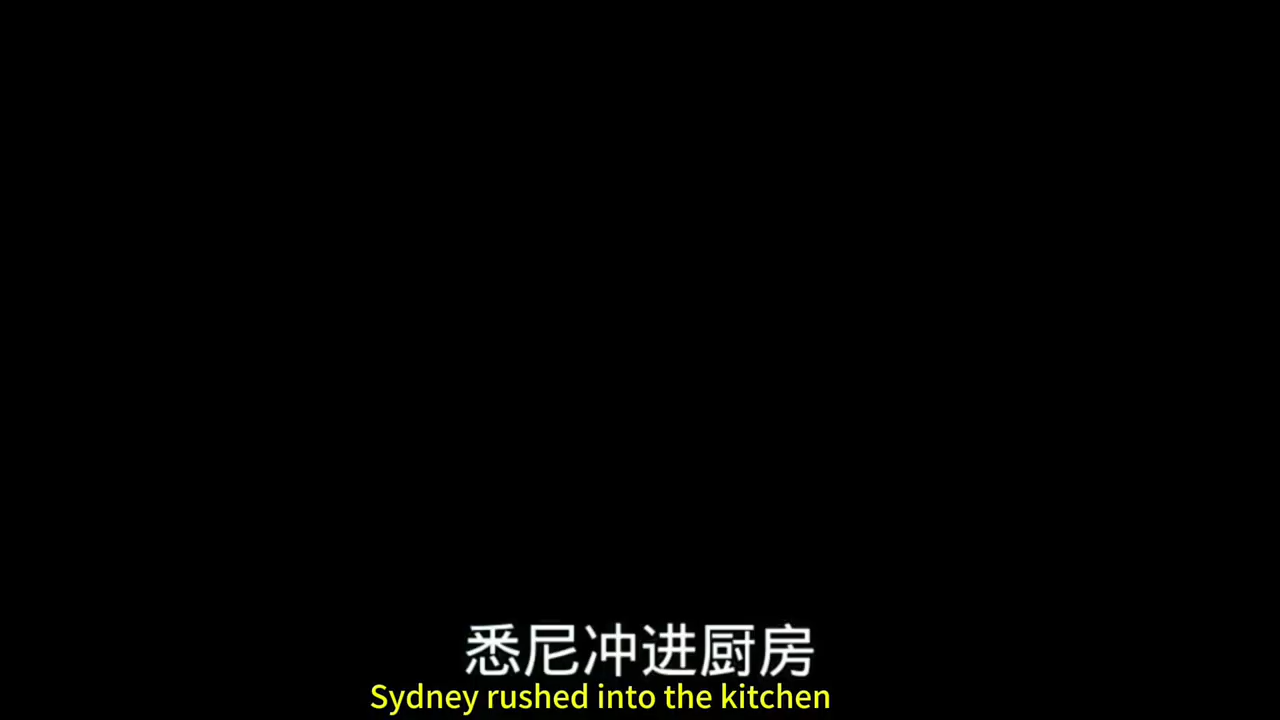 悉尼冲进厨房
Sydney rushed into the kitchen